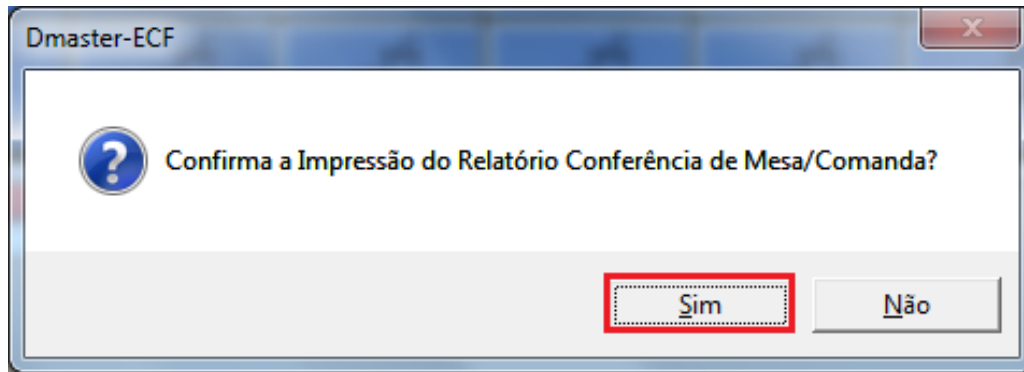 Dmaster-ECF
Confirma a Impressão do Relatório Conferência de Mesa/Comanda?
Sim Não